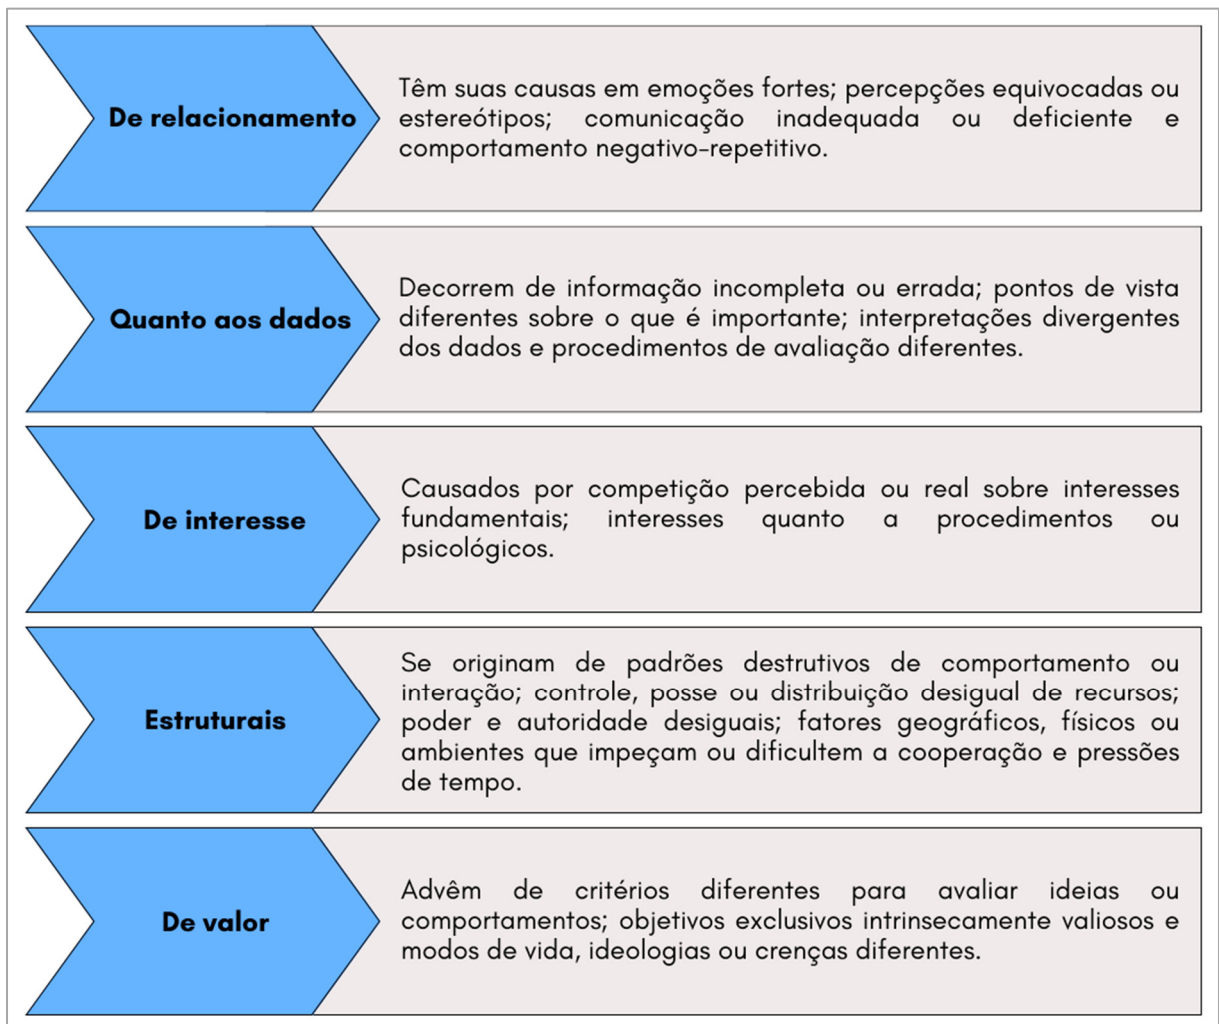 De relacionamento
Têm suas causas em emoções fortes; percepções equivocadas ou
estereótipos; comunicação inadequada ou deficiente e
comportamento negativo-repetitivo.
Quanto aos dados
Decorrem de informação incompleta ou errada; pontos de vista
diferentes sobre o que é importante; interpretações divergentes
dos dados e procedimentos de avaliação diferentes.
De interesse
Causados por competição percebida ou real sobre interesses
fundamentais; interesses quanto a procedimentos ou
psicológicos.
Estruturais
Se originam de padrões destrutivos de comportamento ou
interação; controle, posse ou distribuição desigual de recursos;
poder e autoridade desiguais; fatores geográficos, físicos ou
ambientes que impeçam ou dificultem a cooperação e pressões
de tempo.
De valor
Advêm de critérios diferentes para avaliar ideias ou
comportamentos; objetivos exclusivos intrinsecamente valiosos e
modos de vida, ideologias ou crenças diferentes.